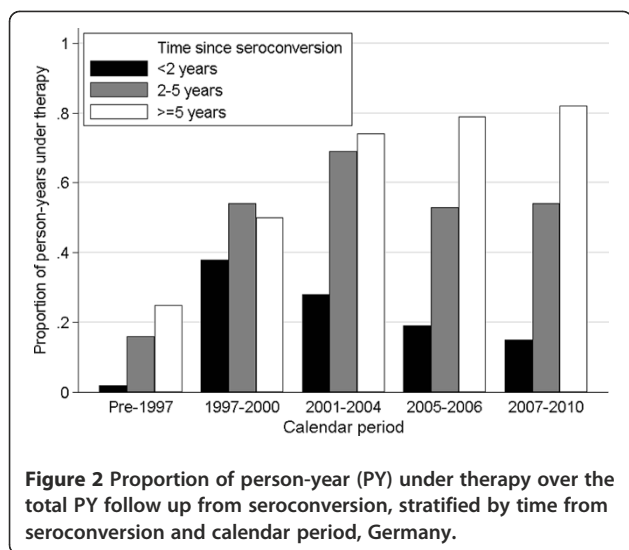 Time since seroconversion
<2 years
2-5 years
>=5 years
Proportion of person-years under therapy
1
.8
.6
.4
.2
0
Pre-1997 1997-2000 2001-2004 2005-2006 2007-2010
Calendar period
Figure 2 Proportion of person-year (PY) under therapy over the
total PY follow up from seroconversion, stratified by time from
seroconversion and calendar period, Germany.